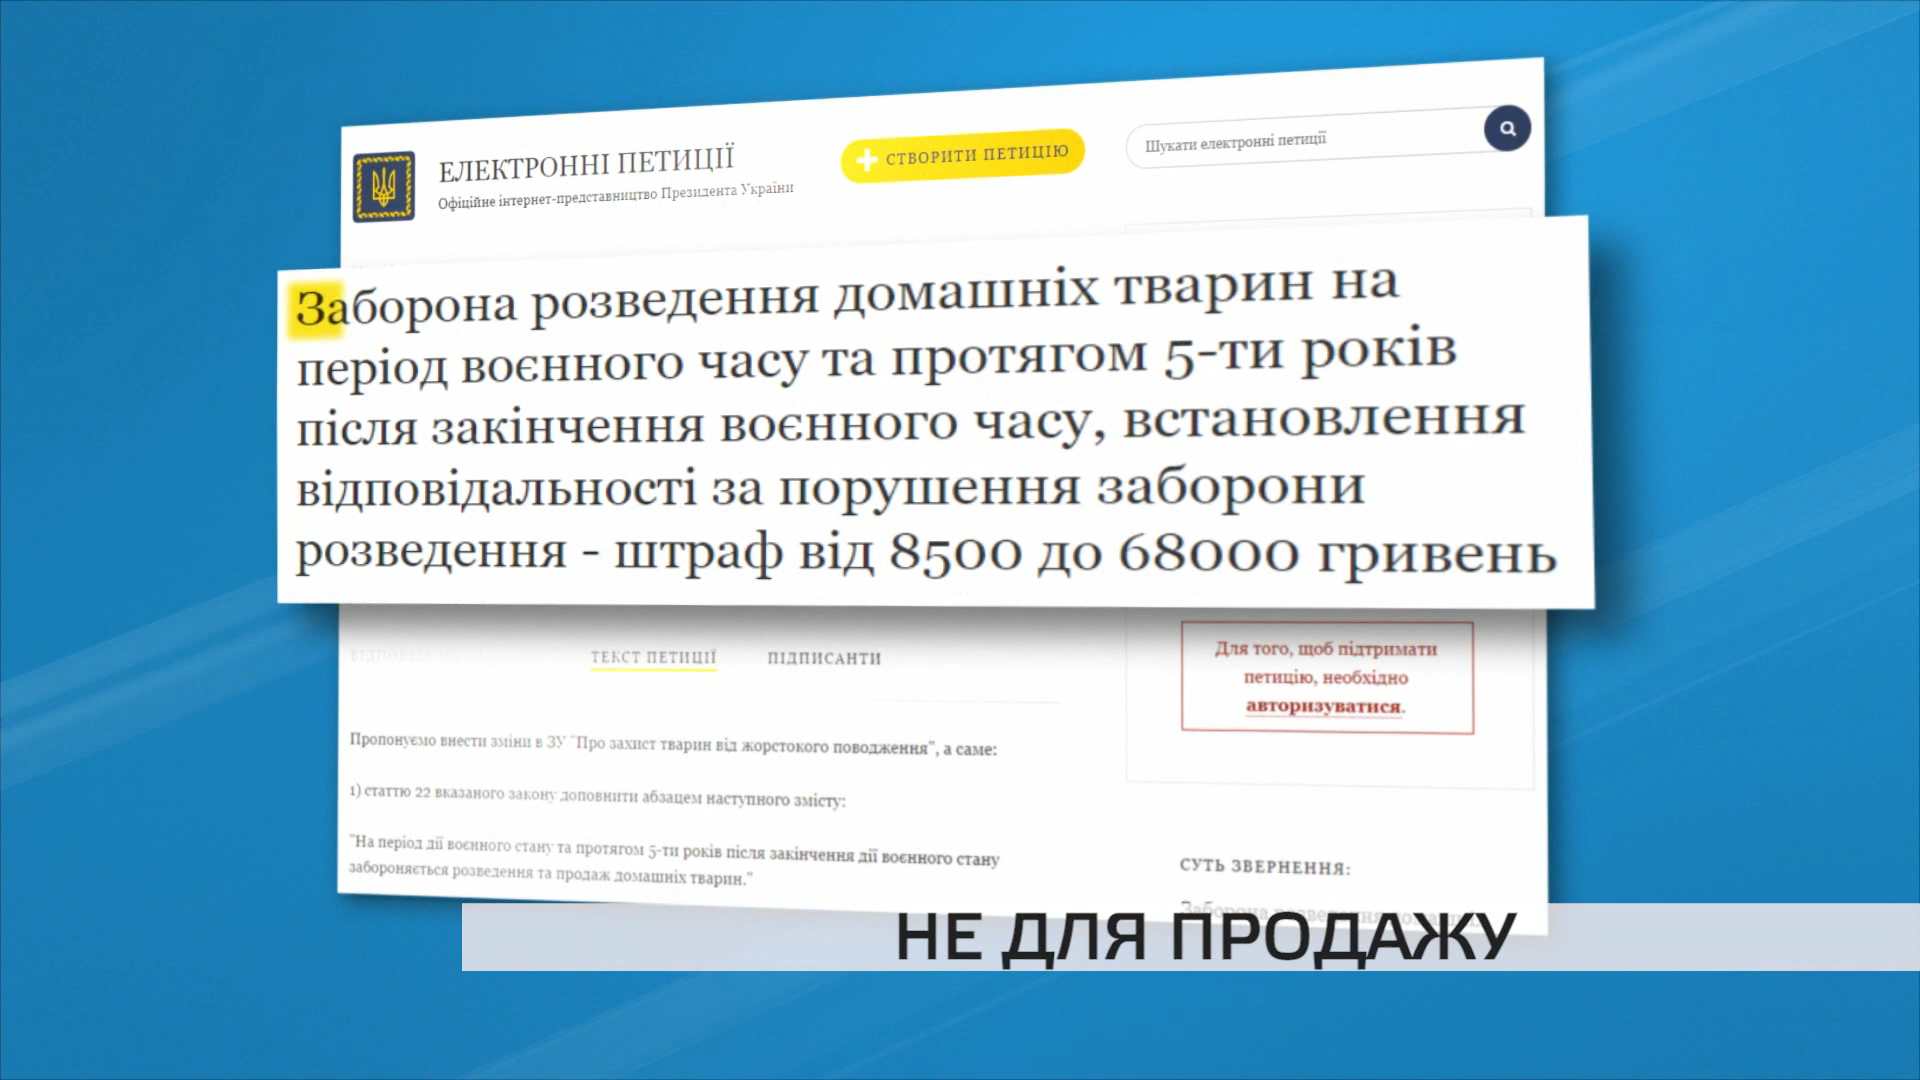 ЕЛЕКТРОННІ ПЕТИЦІЇ
Офіційне інтернет-представництво Президента України
СТВОРИТИ ПЕТИЦІЮ
Шукати електронні петиції
Заборона розведення домашніх тварин на
період воєнного часу та протягом 5-ти років
після закінчення воєнного часу, встановлення
відповідальності за порушення заборони
розведення - штраф від 8500 до 68000 гривень
ТЕКСТ ПЕТИЦІЇ
ПІДПИСАНТИ
Для того, щоб підтримати
петицію, необхідно
авторизуватися.
Пропонуємо внести зміни в ЗУ "Про захист тварин від жорстокого поводження", а саме:
1) статтю 22 вказаного закону доповнити абзацем наступного змісту:
"На період дії воєнного стану та протягом 5-ти років після закінчення дії воєнного стану
забороняється розведення та продаж домашніх тварин."
СУТЬ ЗВЕРНЕННЯ:
Заборона
НЕ ДЛЯ ПРОДАЖУ